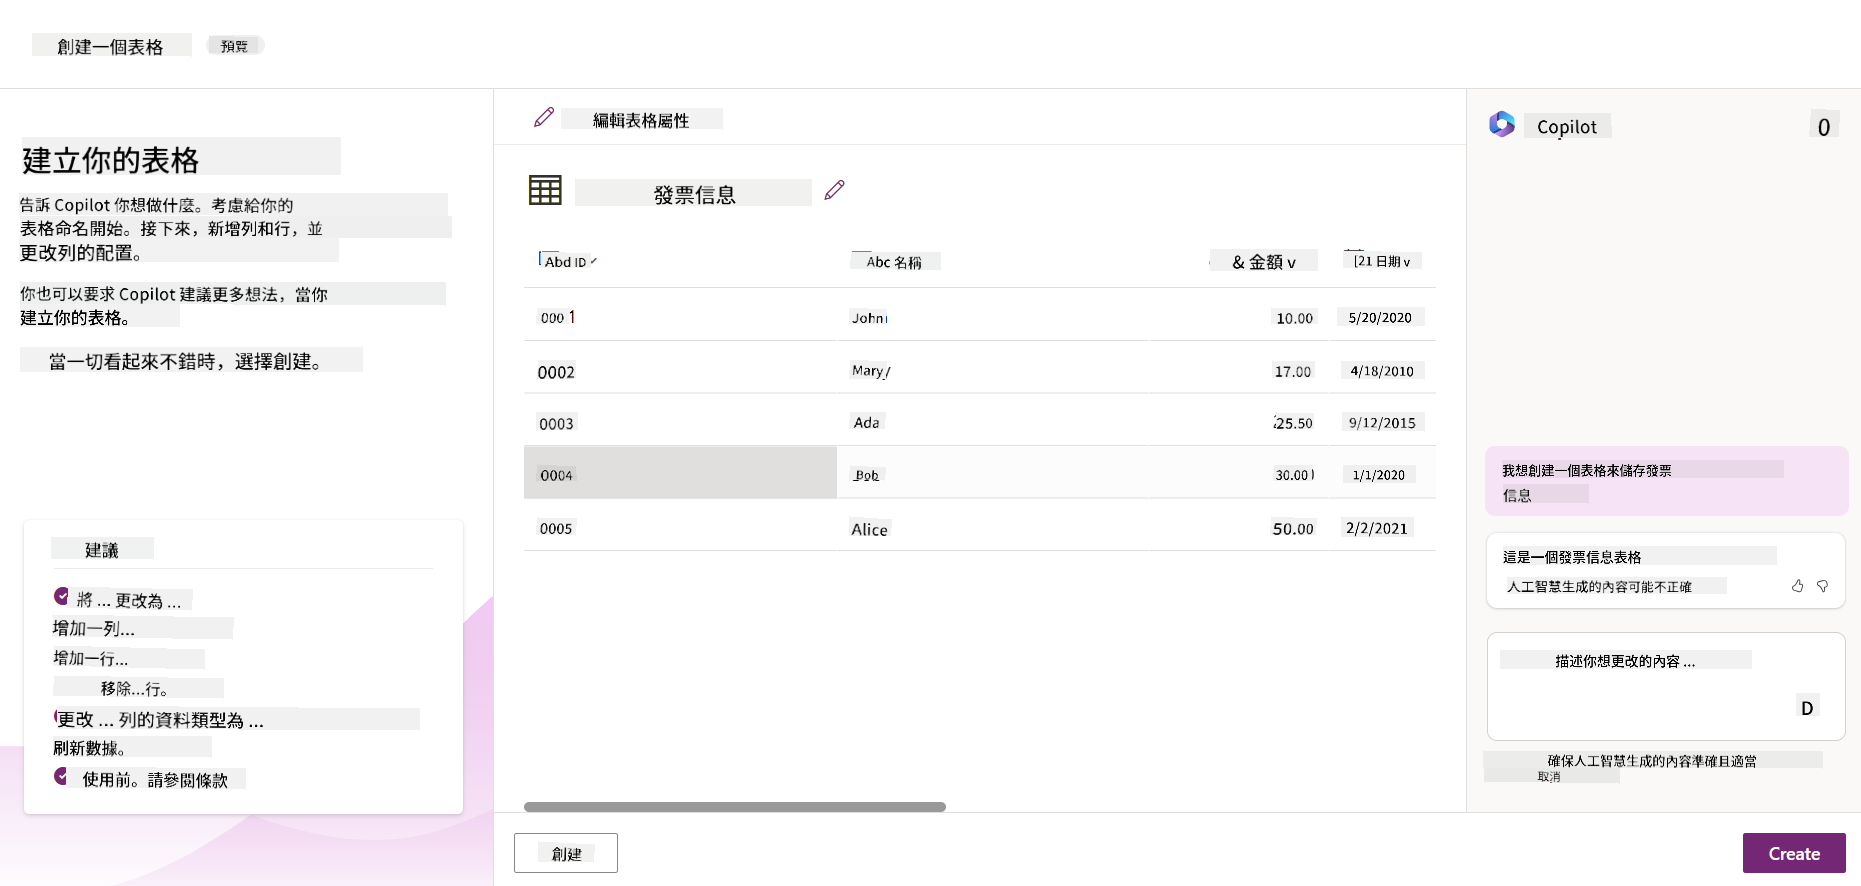 創建一個表格 預覽
建立你的表格
告訴 Copilot 你想做什麼。考慮給你的
表格命名開始。接下來，新增列和行，並
更改列的配置。
你也可以要求 Copilot 建議更多想法，當你
建立你的表格。
當一切看起來不錯時，選擇創建。
建議
將 ... 更改為 ...
增加一列...
增加一行...
移除...行。
更改 ... 列的資料類型為 ...
刷新數據。
使用前。請參閱條款
編輯表格屬性
發票信息
Abd ID Abc 名稱 & 金額 v [21 日期 v
000 1 John 10.00 5/20/2020
0002 Mary 17.00 4/18/2010
0003 Ada 25.50 9/12/2015
0004 Bob 30.00 1/1/2020
0005 Alice 50.00 2/2/2021
創建
Copilot 0
我想創建一個表格來儲存發票
信息
這是一個發票信息表格
人工智慧生成的內容可能不正確
描述你想更改的內容 ...
D
確保人工智慧生成的內容準確且適當
取消
Create